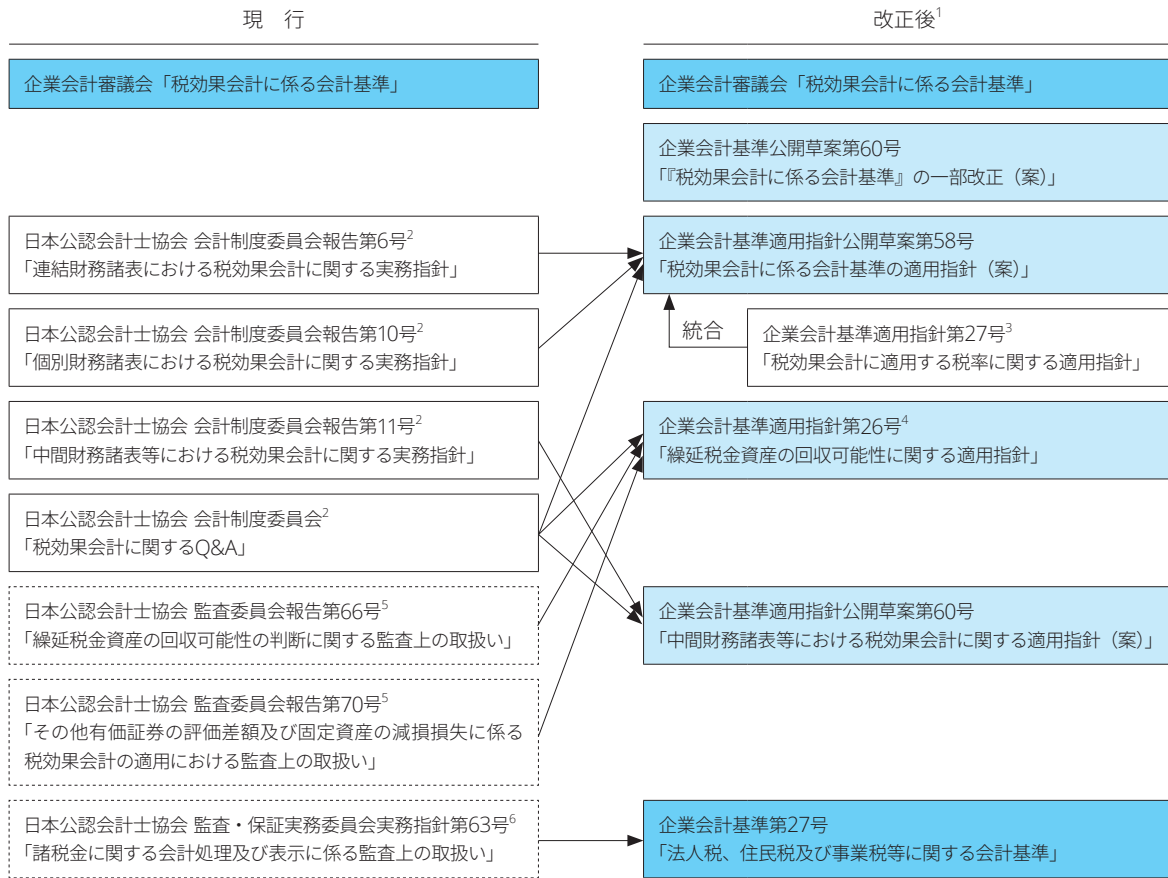 現 行
改正後1
企業会計審議会「税効果会計に係る会計基準」
企業会計審議会「税効果会計に係る会計基準」
企業会計基準公開草案第60号
「『税効果会計に係る会計基準』の一部改正（案）」
日本公認会計士協会 会計制度委員会報告第6号2
「連結財務諸表における税効果会計に関する実務指針」
企業会計基準適用指針公開草案第58号
「税効果会計に係る会計基準の適用指針（案）」
日本公認会計士協会 会計制度委員会報告第10号2
「個別財務諸表における税効果会計に関する実務指針」
統合
企業会計基準適用指針第27号3
「税効果会計に適用する税率に関する適用指針」
日本公認会計士協会 会計制度委員会報告第11号2
「中間財務諸表等における税効果会計に関する実務指針」
企業会計基準適用指針第26号4
「繰延税金資産の回収可能性に関する適用指針」
日本公認会計士協会 会計制度委員会2
「税効果会計に関するQ&A」
日本公認会計士協会 監査委員会報告第66号5
「繰延税金資産の回収可能性の判断に関する監査上の取扱い」
企業会計基準適用指針公開草案第60号
「中間財務諸表等における税効果会計に関する適用指針（案）」
日本公認会計士協会 監査委員会報告第70号5
「その他有価証券の評価差額及び固定資産の減損損失に係る
税効果会計の適用における監査上の取扱い」
日本公認会計士協会 監査・保証実務委員会実務指針第63号6
「諸税金に関する会計処理及び表示に係る監査上の取扱い」
企業会計基準第27号
「法人税、住民税及び事業税等に関する会計基準」